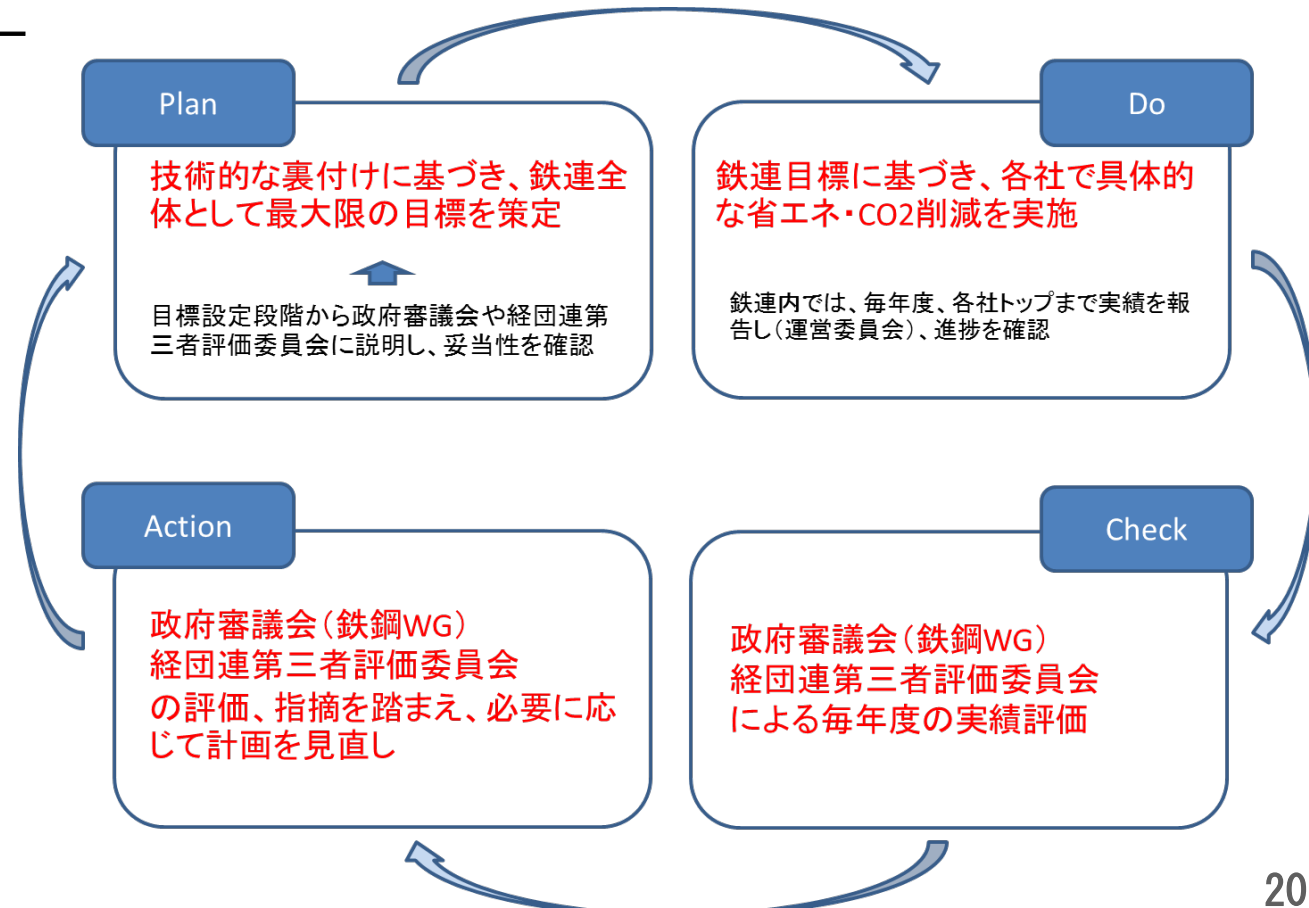 Plan
技術的な裏付けに基づき、鉄連全
体として最大限の目標を策定
目標設定段階から政府審議会や経団連第
三者評価委員会に説明し、妥当性を確認
Do
鉄連目標に基づき、各社で具体的
な省エネ・CO2削減を実施
鉄連内では、毎年度、各社トップまで実績を報
告し（運営委員会）、進捗を確認
Action
政府審議会（鉄鋼WG）
経団連第三者評価委員会
の評価、指摘を踏まえ、必要に応
じて計画を見直し
Check
政府審議会（鉄鋼WG）
経団連第三者評価委員会
による毎年度の実績評価
20